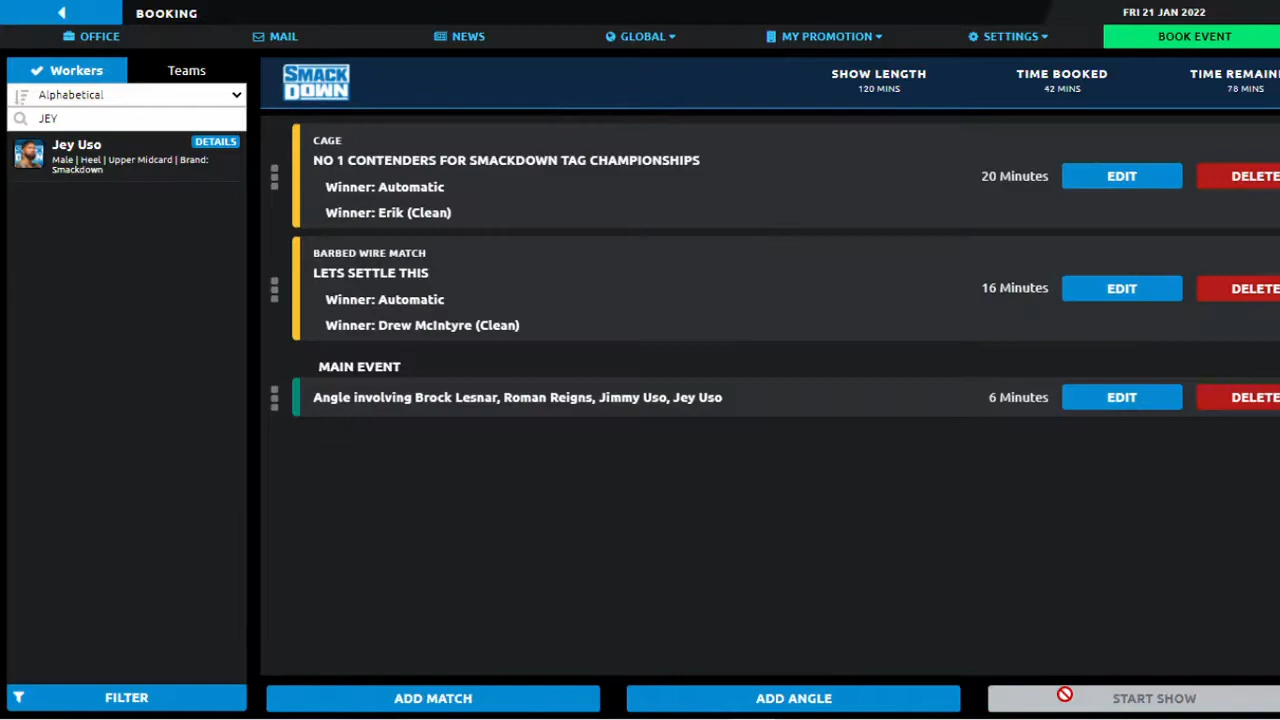 BOOKING
FRI 21 JAN 2022
OFFICE
MAIL
NEWS
GLOBAL
MY PROMOTION
SETTINGS
BOOK EVENT
Workers
Teams
Alphabetical
JEY
Jey Uso
DETAILS
Male | Heel | Upper Midcard | Brand:
Smackdown
SMACK
DOWN
SHOW LENGTH
120 MINS
TIME BOOKED
42 MINS
TIME REMAINI
78 MINS
CAGE
NO 1 CONTENDERS FOR SMACKDOWN TAG CHAMPIONSHIPS
Winner: Automatic
Winner: Erik (Clean)
20 Minutes
EDIT
DELETE
BARBED WIRE MATCH
LETS SETTLE THIS
Winner: Automatic
Winner: Drew McIntyre (Clean)
16 Minutes
EDIT
DELETE
MAIN EVENT
Angle involving Brock Lesnar, Roman Reigns, Jimmy Uso, Jey Uso
6 Minutes
EDIT
DELETE
FILTER
ADD MATCH
ADD ANGLE
START SHOW